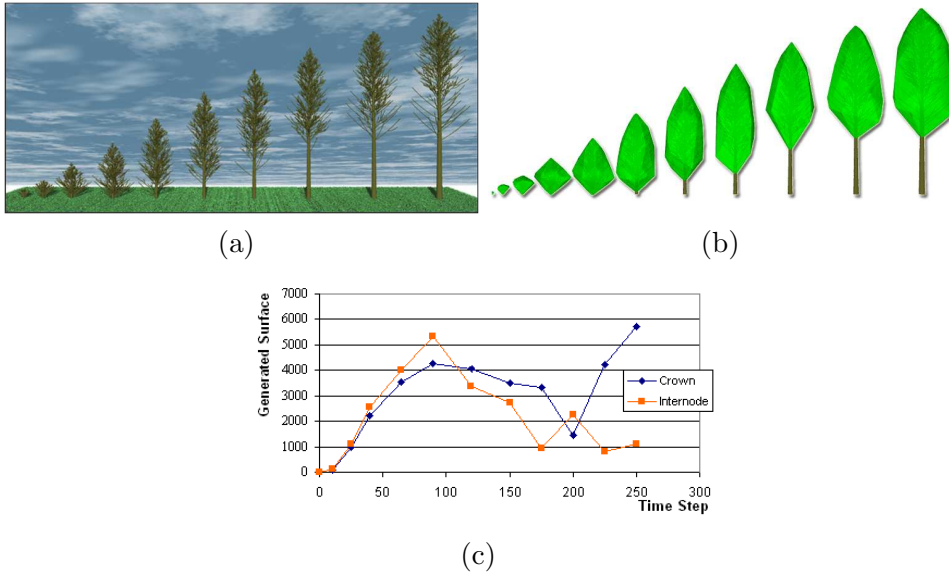 (a)
(b)
Generated Surface
7000
6000
5000
4000
3000
2000
1000
0
Crown
Internode
0 50 100 150 200 250 300
Time Step
(c)